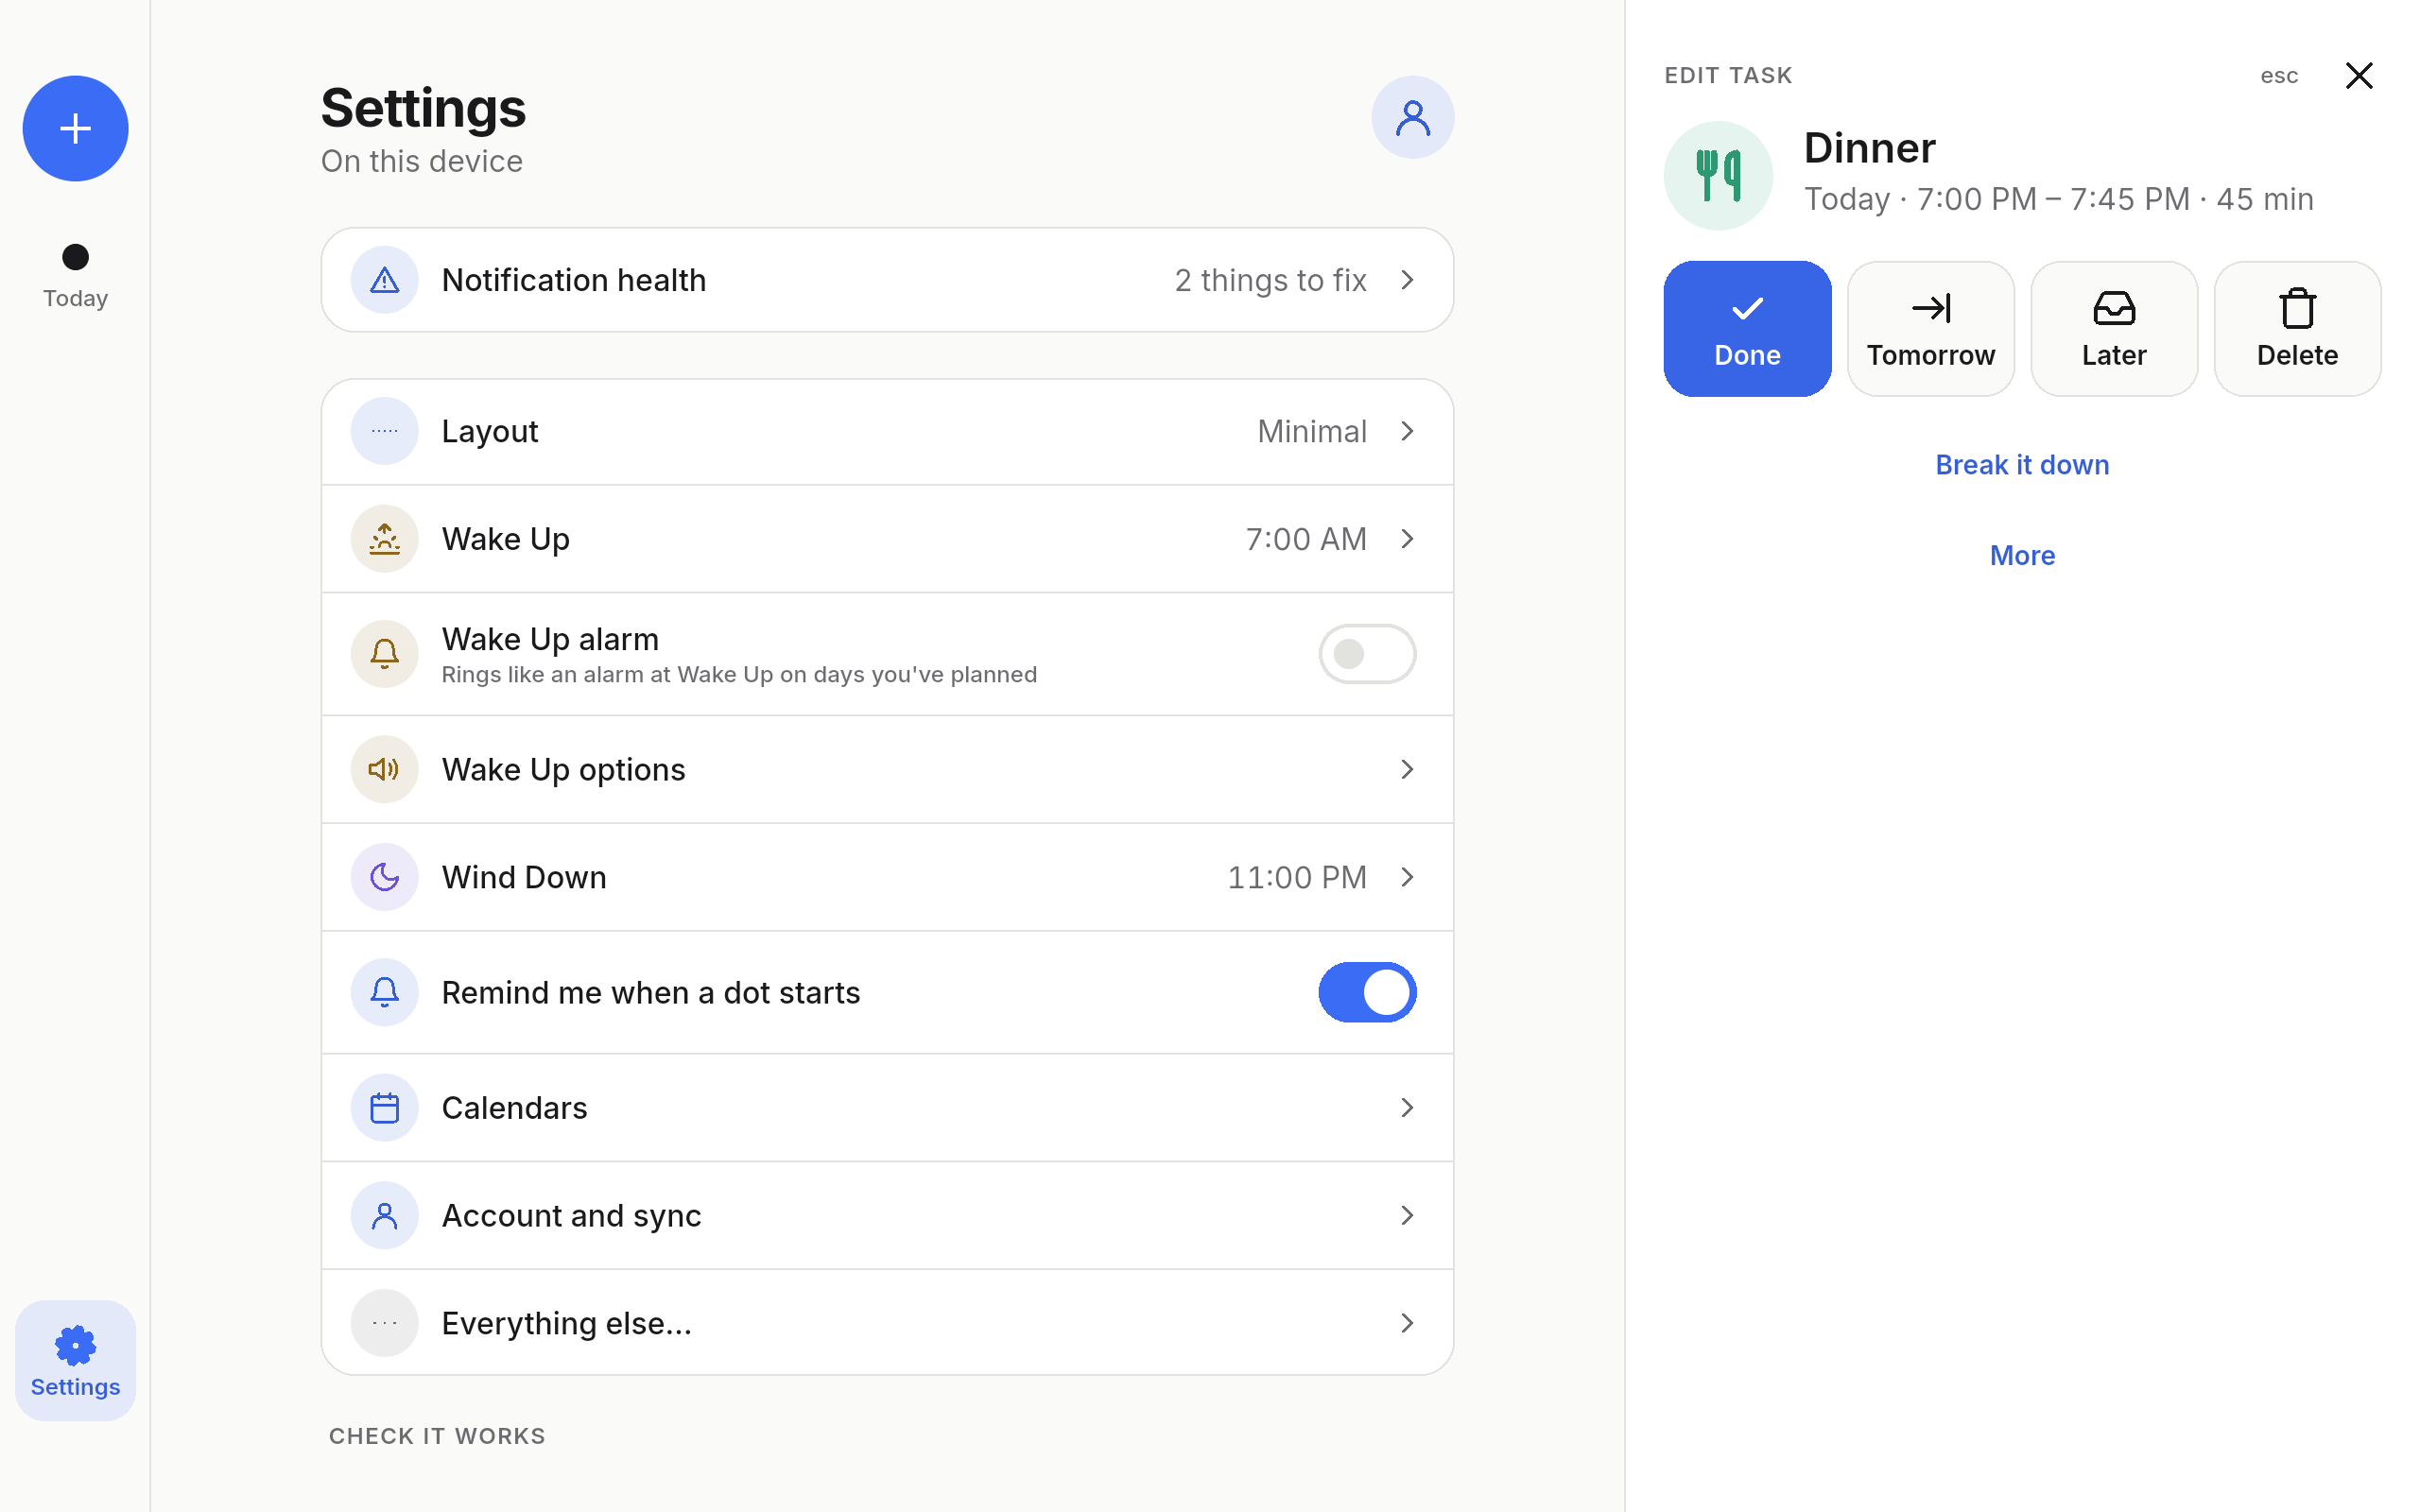 Today
Settings
Settings
On this device
Notification health
2 things to fix
Layout
Minimal
Wake Up
7:00 AM
Wake Up alarm
Rings like an alarm at Wake Up on days you've planned
Wake Up options
Wind Down
11:00 PM
Remind me when a dot starts
Calendars
Account and sync
Everything else...
CHECK IT WORKS
EDIT TASK
esc
Dinner
Today · 7:00 PM – 7:45 PM · 45 min
Done
Tomorrow
Later
Delete
Break it down
More